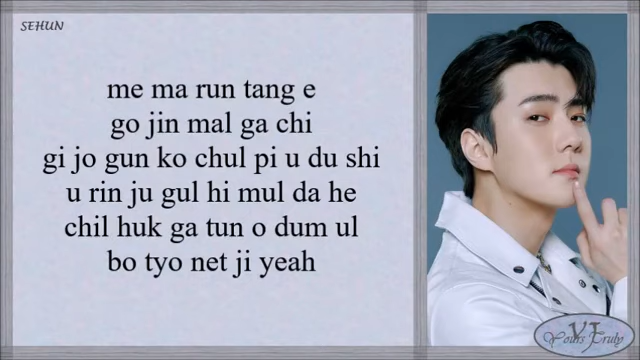 SEHUN
me ma run tang e
go jin mal ga chi
gi jo gun ko chul pi u du shi
u rin ju gul hi mul da he
chil huk ga tun o dum ul
bo tyo net ji yeah
VJ
Yours Truly